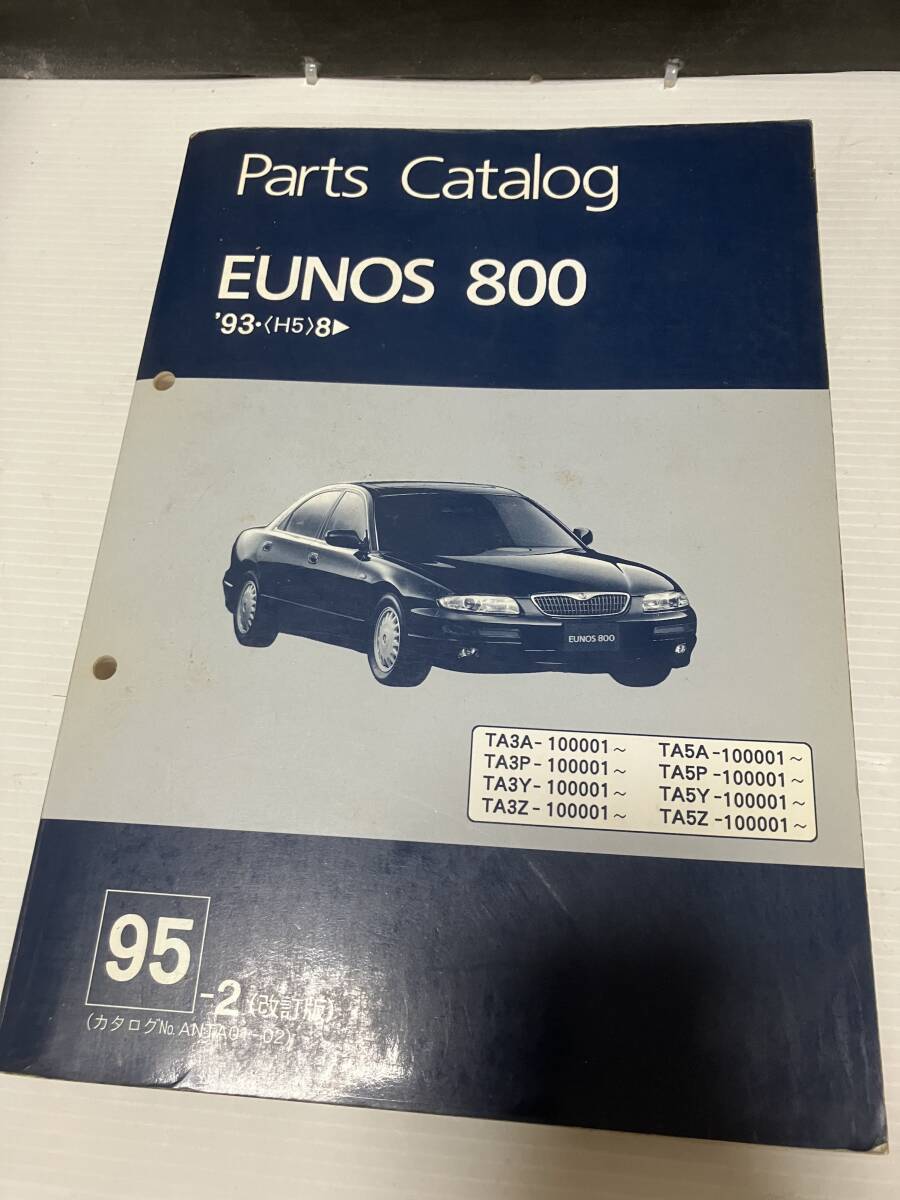 Parts Catalog
EUNOS 800
'93・〈H5〉8▶
EUNOS 800
TA3A-100001～ TA5A-100001～
TA3P-100001～ TA5P-100001～
TA3Y-100001～ TA5Y-100001～
TA3Z-100001～ TA5Z-100001～
95-2〈改訂版〉
(カタログNo. ANJA01-02)